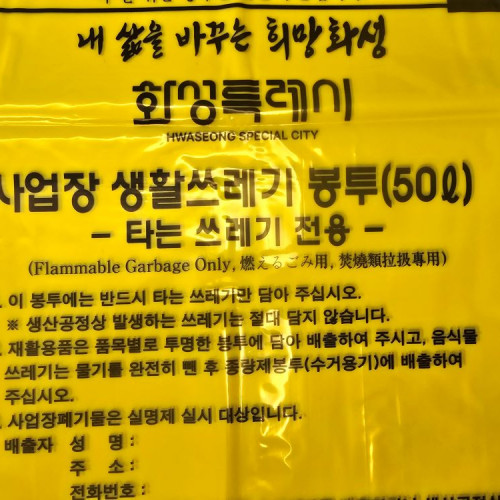 내 삶을 바꾸는 희망화성
화성특례시
HWASEONG SPECIAL CITY
사업장 생활쓰레기 봉투(50ℓ)
- 타는 쓰레기 전용 -
(Flammable Garbage Only, 燃えるごみ用, 焚燒類垃圾專用)
. 이 봉투에는 반드시 타는 쓰레기만 담아 주십시오.
※ 생산공정상 발생하는 쓰레기는 절대 담지 않습니다.
. 재활용품은 품목별로 투명한 봉투에 담아 배출하여 주시고, 음식물
쓰레기는 물기를 완전히 뺀 후 종량제봉투(수거용기)에 배출하여
주십시오.
. 사업장폐기물은 실명제 실시 대상입니다.
배출자 성 명 :
주 소 :
전화번호 :